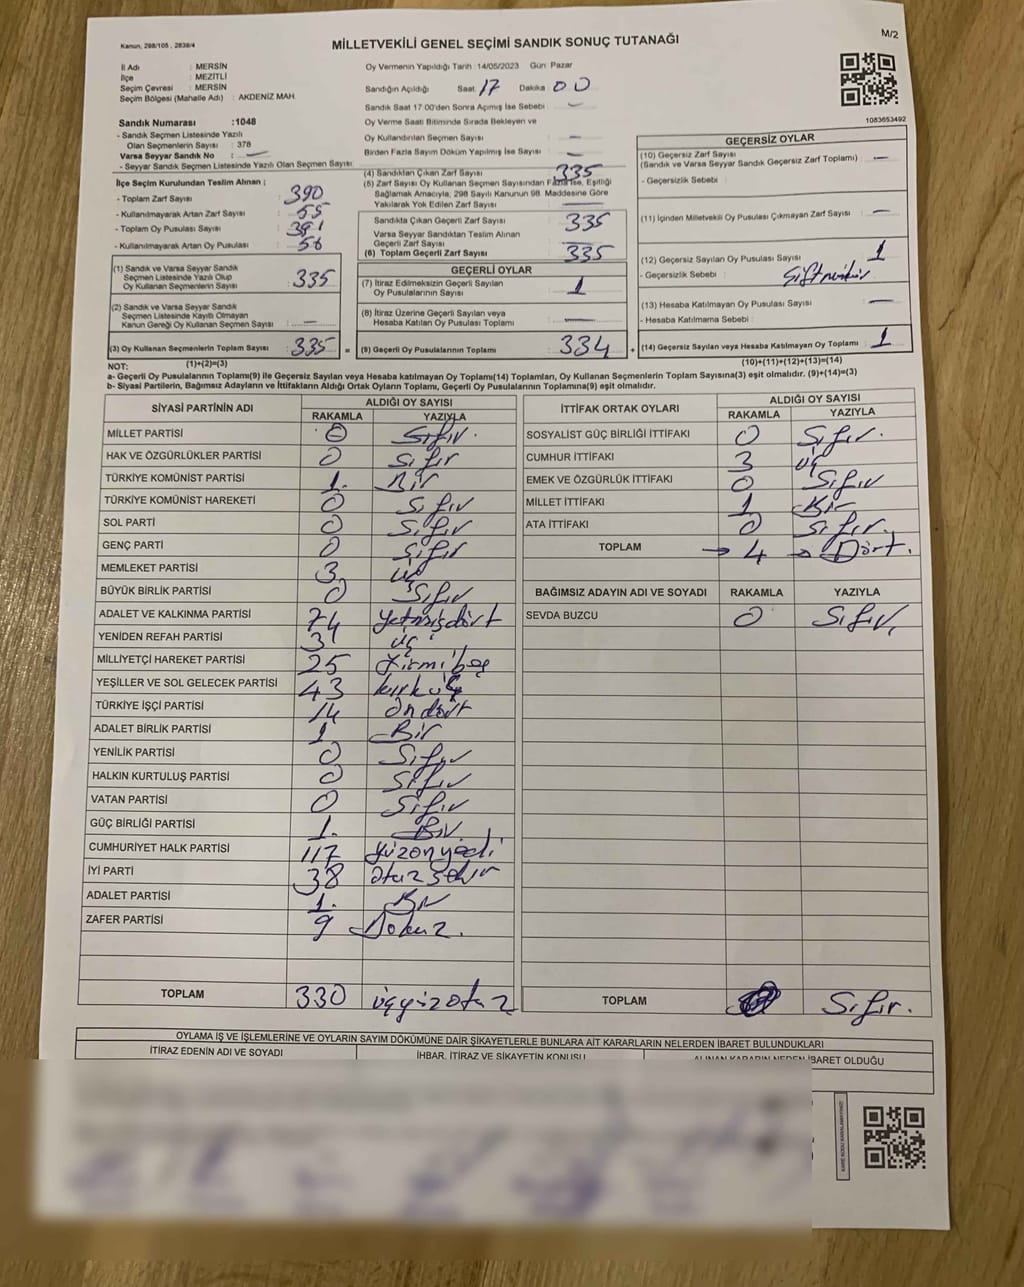 Kanun, 298/105 , 2839/4
MİLLETVEKİLİ GENEL SEÇİMİ SANDIK SONUÇ TUTANAĞI
M/2
İl Adı : MERSİN
İlçe : MEZİTLİ
Seçim Çevresi : MERSİN
Seçim Bölgesi (Mahalle Adı) : AKDENİZ MAH.
Oy Vermenin Yapıldığı Tarih :14/05/2023 Gün :Pazar
Sandığın Açıldığı Saat: 17 Dakika 00
Sandık Saat 17:00'den Sonra Açımış İse Sebebi : –
1083653492
Sandık Numarası :1048
- Sandık Seçmen Listesinde Yazılı
Olan Seçmenlerin Sayısı : 378
Varsa Seyyar Sandık No : —
- Seyyar Sandık Seçmen Listesinde Yazılı Olan Seçmen Sayısı:
Oy Verme Saati Bitiminde Sırada Bekleyen ve
Oy Kullandırılan Seçmen Sayısı –
Birden Fazla Sayım Döküm Yapılmış İse Sayısı –
İlçe Seçim Kurulundan Teslim Alınan ;
- Toplam Zarf Sayısı : 390
- Kullanılmayarak Artan Zarf Sayısı : 55
- Toplam Oy Pusulası : 391
- Kullanılmayarak Artan Oy Pusulası : 56
(4) Sandıktan Çıkan Zarf Sayısı 335
(5) Zarf Sayısı Oy Kullanan Seçmen Sayısından Fazla ise, Eşitliği
Sağlamak Amacıyla, 298 Sayılı Kanunun 98. Maddesine Göre
Yakılarak Yok Edilen Zarf Sayısı —
Sandıkta Çıkan Geçerli Zarf Sayısı 335
Varsa Seyyar Sandıktan Teslim Alınan
Geçerli Zarf Sayısı
(6) Toplam Geçerli Zarf Sayısı 335
GEÇERSİZ OYLAR
(10) Geçersiz Zarf Sayısı
(Sandık ve Varsa Seyyar Sandık Geçersiz Zarf Toplamı) —
- Geçersizlik Sebebi :
(11) İçinden Milletvekili Oy Pusulası Çıkmayan Zarf Sayısı —
(12) Geçersiz Sayılan Oy Pusulası Sayısı 1
- Geçersizlik Sebebi :
(13) Hesaba Katılmayan Oy Pusulası Sayısı —
- Hesaba Katılmama Sebebi :
(14) Geçersiz Sayılan veya Hesaba Katılmayan Oy Toplamı 1
(1) Sandık ve Varsa Seyyar Sandık
Seçmen Listesinde Yazılı Olup
Oy Kullanan Seçmenlerin Sayısı : 335
(2) Sandık ve Varsa Seyyar Sandık
Seçmen Listesinde Kayıtlı Olmayan
Kanun Gereği Oy Kullanan Seçmen Sayısı : —
(3) Oy Kullanan Seçmenlerin Toplam Sayısı : 335 =
GEÇERLİ OYLAR
(7) İtiraz Edilmeksizin Geçerli Sayılan
Oy Pusulalarının Sayısı 1
(8) İtiraz Üzerine Geçerli Sayılan veya
Hesaba Katılan Oy Pusulası Toplamı —
(9) Geçerli Oy Pusulalarının Toplamı 334 +
(1)+(2)=(3)
(10)+(11)+(12)+(13)=(14)
NOT:
a- Geçerli Oy Pusulalarının Toplamı(9) ile Geçersiz Sayılan veya Hesaba katılmayan Oy Toplamı(14) Toplamları, Oy Kullanan Seçmenlerin Toplam Sayısına(3) eşit olmalıdır. (9)+(14)=(3)
b- Siyasi Partilerin, Bağımsız Adayların ve İttifakların Aldığı Ortak Oyların Toplamı, Geçerli Oy Pusulalarının Toplamına(9) eşit olmalıdır.
SİYASİ PARTİNİN ADI ALDIĞI OY SAYISI
RAKAMLA YAZIYLA
MİLLET PARTİSİ 0 Sıfır.
HAK VE ÖZGÜRLÜKLER PARTİSİ 0 Sıfır
TÜRKİYE KOMÜNİST PARTİSİ 1. Bir
TÜRKİYE KOMÜNİST HAREKETİ 0 Sıfır
SOL PARTİ 0 Sıfır
GENÇ PARTİ 0 Sıfır
MEMLEKET PARTİSİ 3 üç
BÜYÜK BİRLİK PARTİSİ 0 Sıfır
ADALET VE KALKINMA PARTİSİ 74 yetmişdört
YENİDEN REFAH PARTİSİ 3 üç
MİLLİYETÇİ HAREKET PARTİSİ 25 yirmibeş
YEŞİLLER VE SOL GELECEK PARTİSİ 43 kırküç
TÜRKİYE İŞÇİ PARTİSİ 14 Ondört
ADALET BİRLİK PARTİSİ 1 Bir
YENİLİK PARTİSİ 0 Sıfır
HALKIN KURTULUŞ PARTİSİ 0 Sıfır
VATAN PARTİSİ 0 Sıfır
GÜÇ BİRLİĞİ PARTİSİ 1. Bir
CUMHURİYET HALK PARTİSİ 117 yüzonyedi
İYİ PARTİ 38 Otuzsekiz
ADALET PARTİSİ 1. Bir
ZAFER PARTİSİ 9 Dokuz.
TOPLAM 330 üçyüzotuz
İTTİFAK ORTAK OYLARI ALDIĞI OY SAYISI
RAKAMLA YAZIYLA
SOSYALİST GÜÇ BİRLİĞİ İTTİFAKI 0 Sıfır.
CUMHUR İTTİFAKI 3 üç
EMEK VE ÖZGÜRLÜK İTTİFAKI 0 Sıfır
MİLLET İTTİFAKI 1 Bir
ATA İTTİFAKI 0 Sıfır.
TOPLAM → 4 → Dört.
BAĞIMSIZ ADAYIN ADI VE SOYADI RAKAMLA YAZIYLA
SEVDA BUZCU 0 Sıfır.
TOPLAM Sıfır.
OYLAMA İŞ VE İŞLEMLERİNE VE OYLARIN SAYIM DÖKÜMÜNE DAİR ŞİKAYETLERLE BUNLARA AİT KARARLARIN NELERDEN İBARET BULUNDUKLARI
İTİRAZ EDENİN ADI VE SOYADI İHBAR, İTİRAZ VE ŞİKAYETİN KONUSU ALINAN KARARIN NEDEN İBARET OLDUĞU